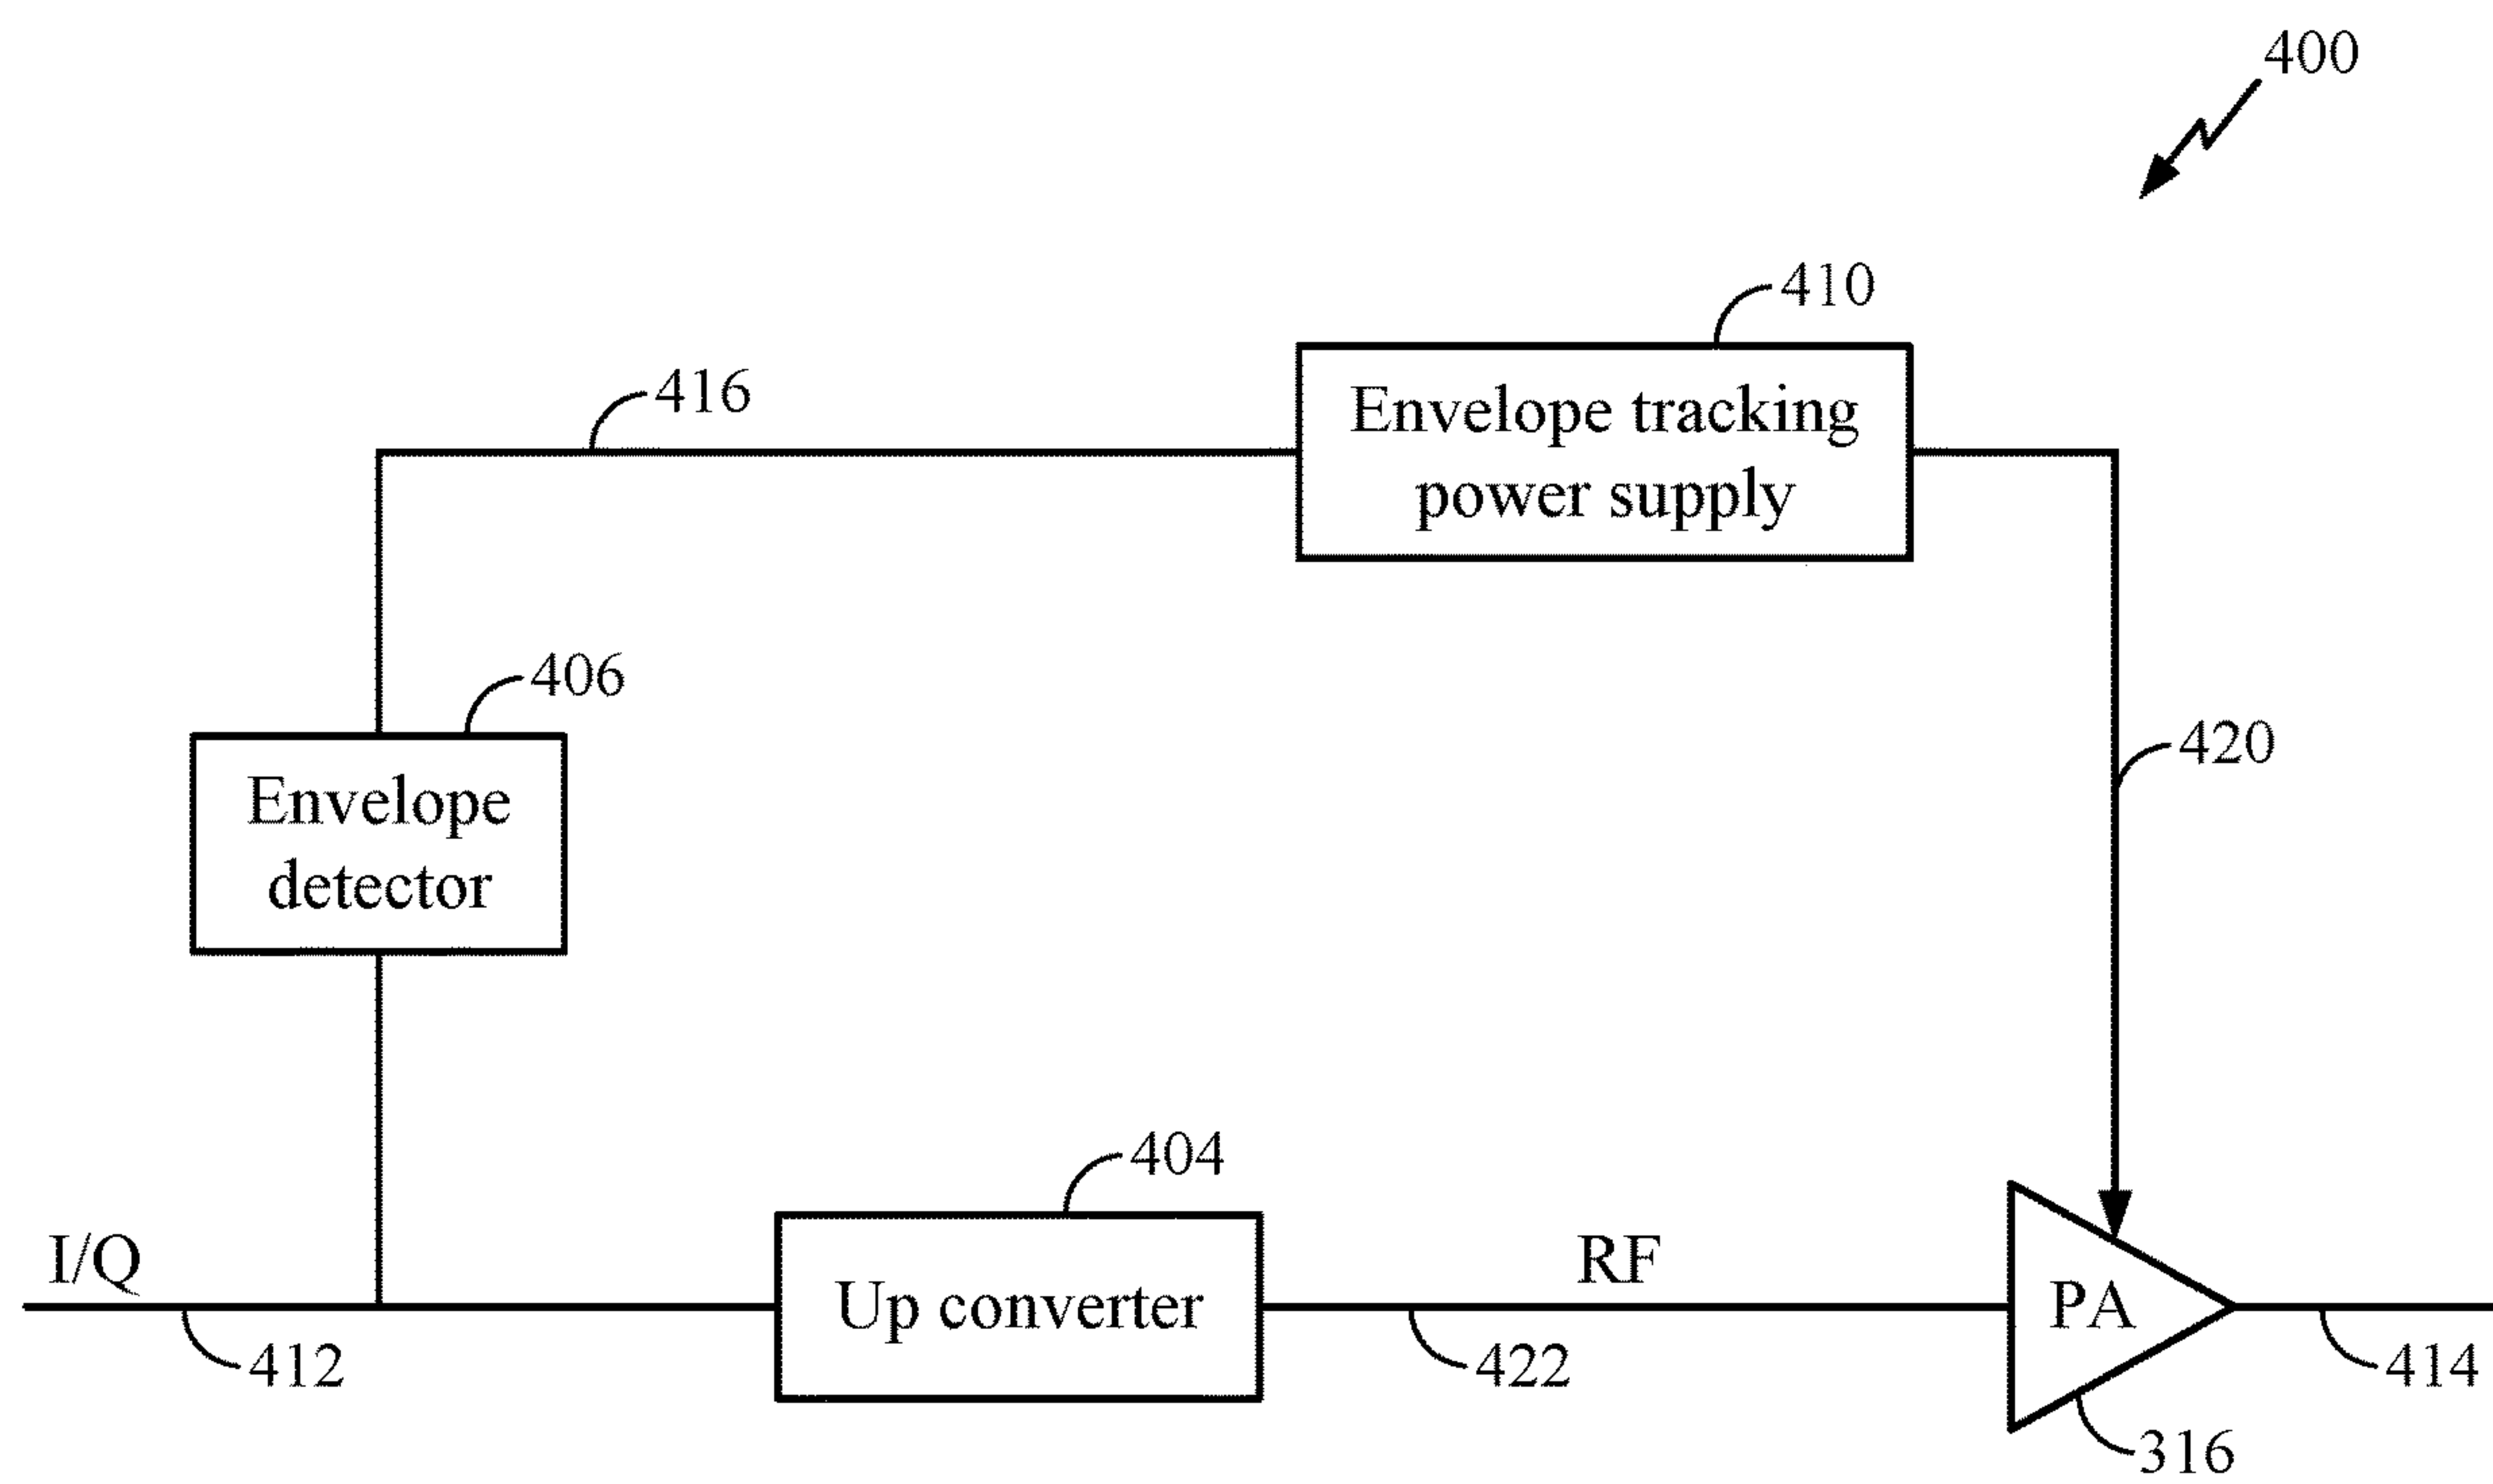 400
410
Envelope tracking
power supply
416
406
Envelope
detector
420
404
I/Q
RF
Up converter
PA
412
422
414
316